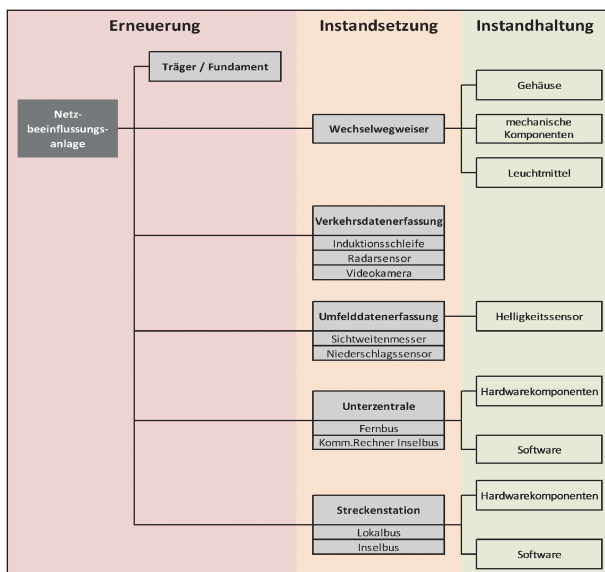 Erneuerung
Instandsetzung
Instandhaltung
Träger / Fundament
Netz-
beeinflussungs-
anlage
Wechselwegweiser
Gehäuse
mechanische
Komponenten
Leuchtmittel
Verkehrsdatenerfassung
Induktionsschleife
Radarsensor
Videokamera
Umfelddatenerfassung
Sichtweitenmesser
Niederschlagssensor
Helligkeitssensor
Unterzentrale
Fernbus
Komm.Rechner Inselbus
Hardwarekomponenten
Software
Streckenstation
Lokalbus
Inselbus
Hardwarekomponenten
Software